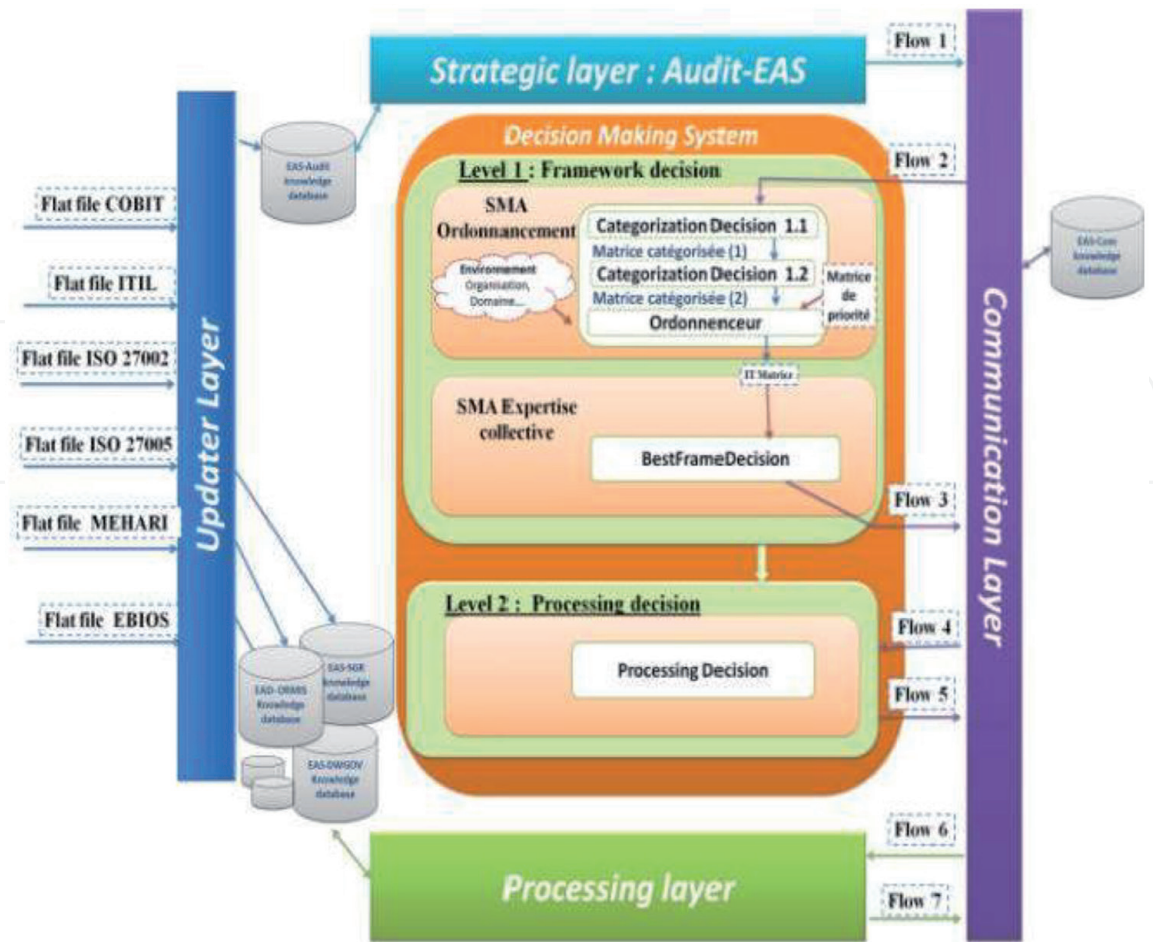 Flow 1
Strategic layer : Audit-EAS
Decision Making System
Flow 2
Level 1 : Framework decision
EAS-Audit
knowledge
database
Flat file COBIT
SMA
Ordonnancement
Categorization Decision 1.1
Matrice catégorisée (1)
Environnement
Organisation,
Domaine...
Categorization Decision 1.2
Matrice catégorisée (2)
Matrice
de
priorité
Ordonnenceur
EAS-Com
knowledge
database
Flat file ITIL
Flat file ISO 27002
IT Matrice
SMA Expertise
collective
BestFrameDecision
Flat file ISO 27005
Flow 3
Flat file MEHARI
Updater Layer
Communication Layer
Level 2 : Processing decision
Flat file EBIOS
Flow 4
Processing Decision
EAS-SGR
knowledge
database
Knowledge
database
Flow 5
EAS-DWGOV
Knowledge
database
Flow 6
Processing layer
Flow 7